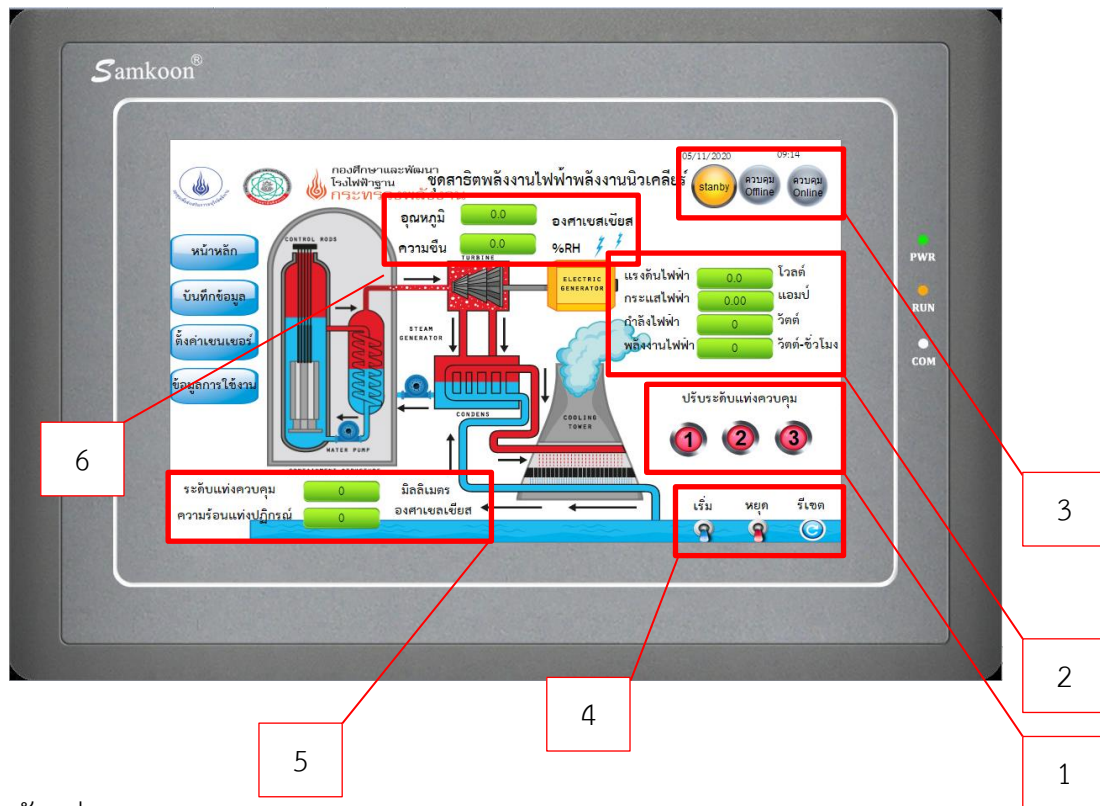 Samkoon®
05/11/2020 09:14
กองศึกษาและพัฒนา
โรงไฟฟ้าฐาน
กระทรวงพลังงาน
ชุดสาธิตพลังงานไฟฟ้าพลังงานนิวเคลียร์
stanby
ควบคุม
Offline
ควบคุม
Online
อุณหภูมิ 0.0 องศาเซสเซียส
ความชืน 0.0 %RH
หน้าหลัก
บันทึกข้อมูล
ตั้งค่าเซนเซอร์
ข้อมูลการใช้งาน
CONTROL RODS
TURBINE
ELECTRIC
GENERATOR
STEAM
GENERATOR
CONDENS
COOLING
TOWER
WATER PUMP
แรงดันไฟฟ้า 0.0 โวลต์
กระแสไฟฟ้า 0.00 แอมป์
กำลังไฟฟ้า 0 วัตต์
พลังงานไฟฟ้า 0 วัตต์-ชั่วโมง
PWR
RUN
COM
ปรับระดับแท่งควบคุม
1 2 3
ระดับแท่งควบคุม 0 มิลลิเมตร
ความร้อนแท่งปฏิกรณ์ 0 องศาเซลเซียส
เริ่ม หยุด รีเซต
6
3
2
4
5
1